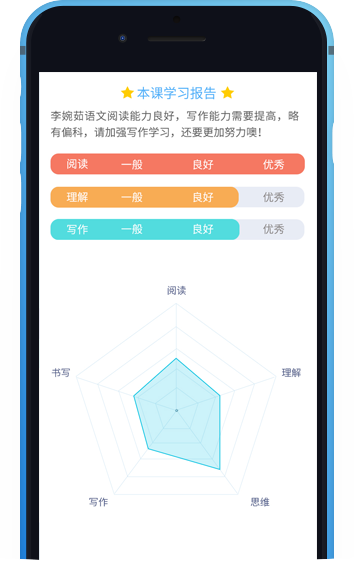 本课学习报告
李婉茹语文阅读能力良好，写作能力需要提高，略
有偏科，请加强写作学习，还要更加努力噢！
阅读 一般 良好 优秀
理解 一般 良好 优秀
写作 一般 良好 优秀
阅读
书写 理解
写作 思维